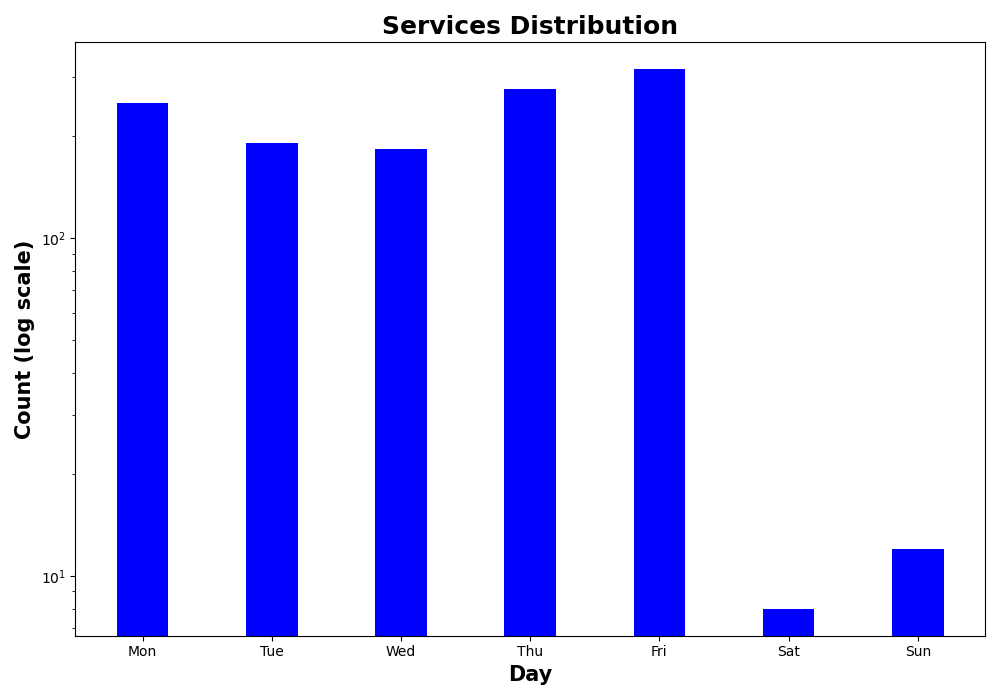 Services Distribution
Count (log scale)
10²
10¹
Mon Tue Wed Thu Fri Sat Sun
Day